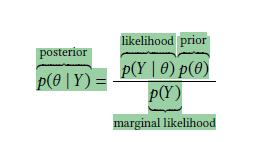 posterior
likelihood prior
p(θ | Y) = p(Y | θ) p(θ)
p(Y)
marginal likelihood